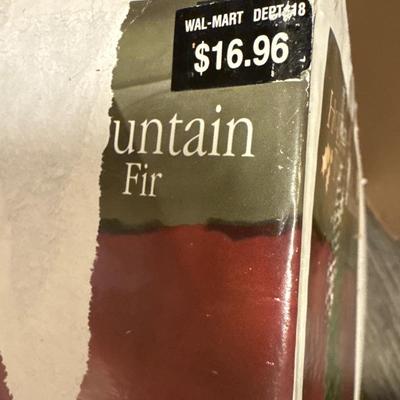 WAL-MART DEPT 18
$16.96
untain
Fir